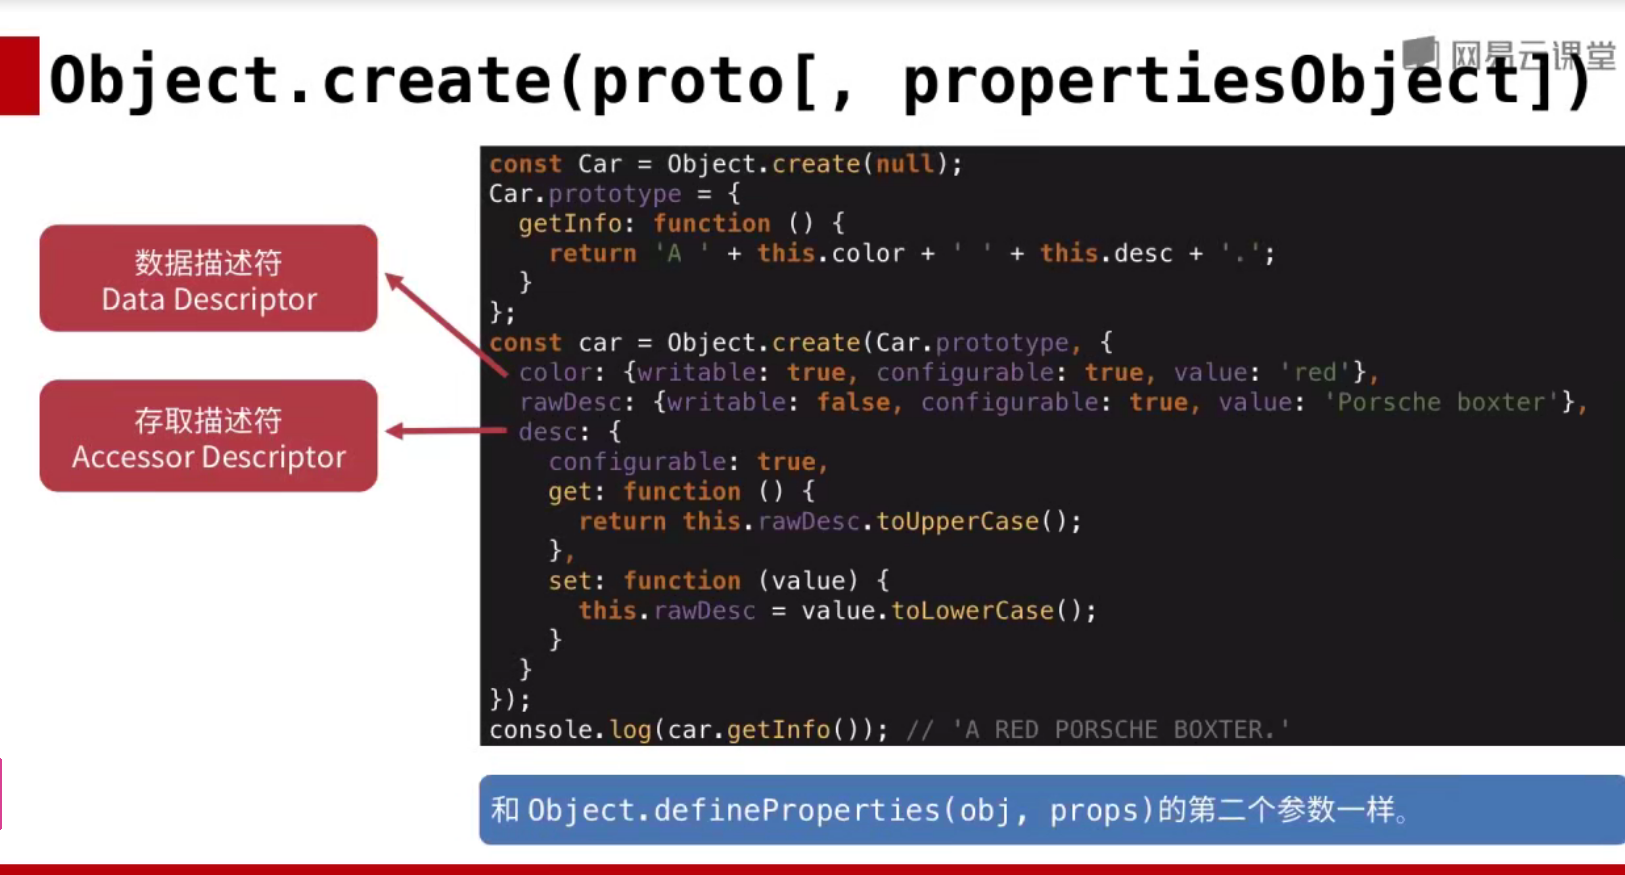 Object.create(proto[, propertiesObject])
网易云课堂
数据描述符
Data Descriptor
存取描述符
Accessor Descriptor
const Car = Object.create(null);
Car.prototype = {
  getInfo: function () {
    return 'A ' + this.color + ' ' + this.desc + '.';
  }
};
const car = Object.create(Car.prototype, {
  color: {writable: true, configurable: true, value: 'red'},
  rawDesc: {writable: false, configurable: true, value: 'Porsche boxter'},
  desc: {
    configurable: true,
    get: function () {
      return this.rawDesc.toUpperCase();
    },
    set: function (value) {
      this.rawDesc = value.toLowerCase();
    }
  }
});
console.log(car.getInfo()); // 'A RED PORSCHE BOXTER.'
和 Object.defineProperties(obj, props)的第二个参数一样。